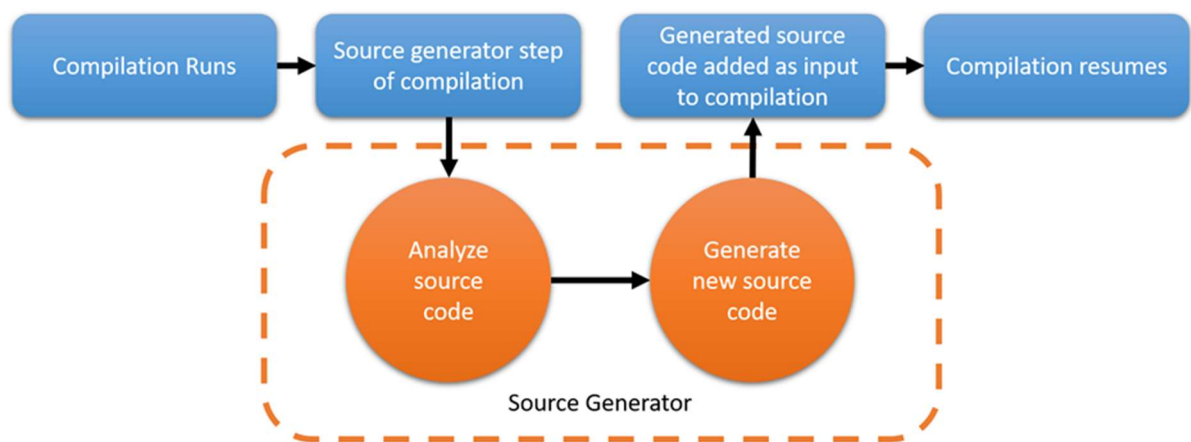 Compilation Runs
Source generator step
of compilation
Generated source
code added as input
to compilation
Compilation resumes
Analyze
source
code
Generate
new source
code
Source Generator